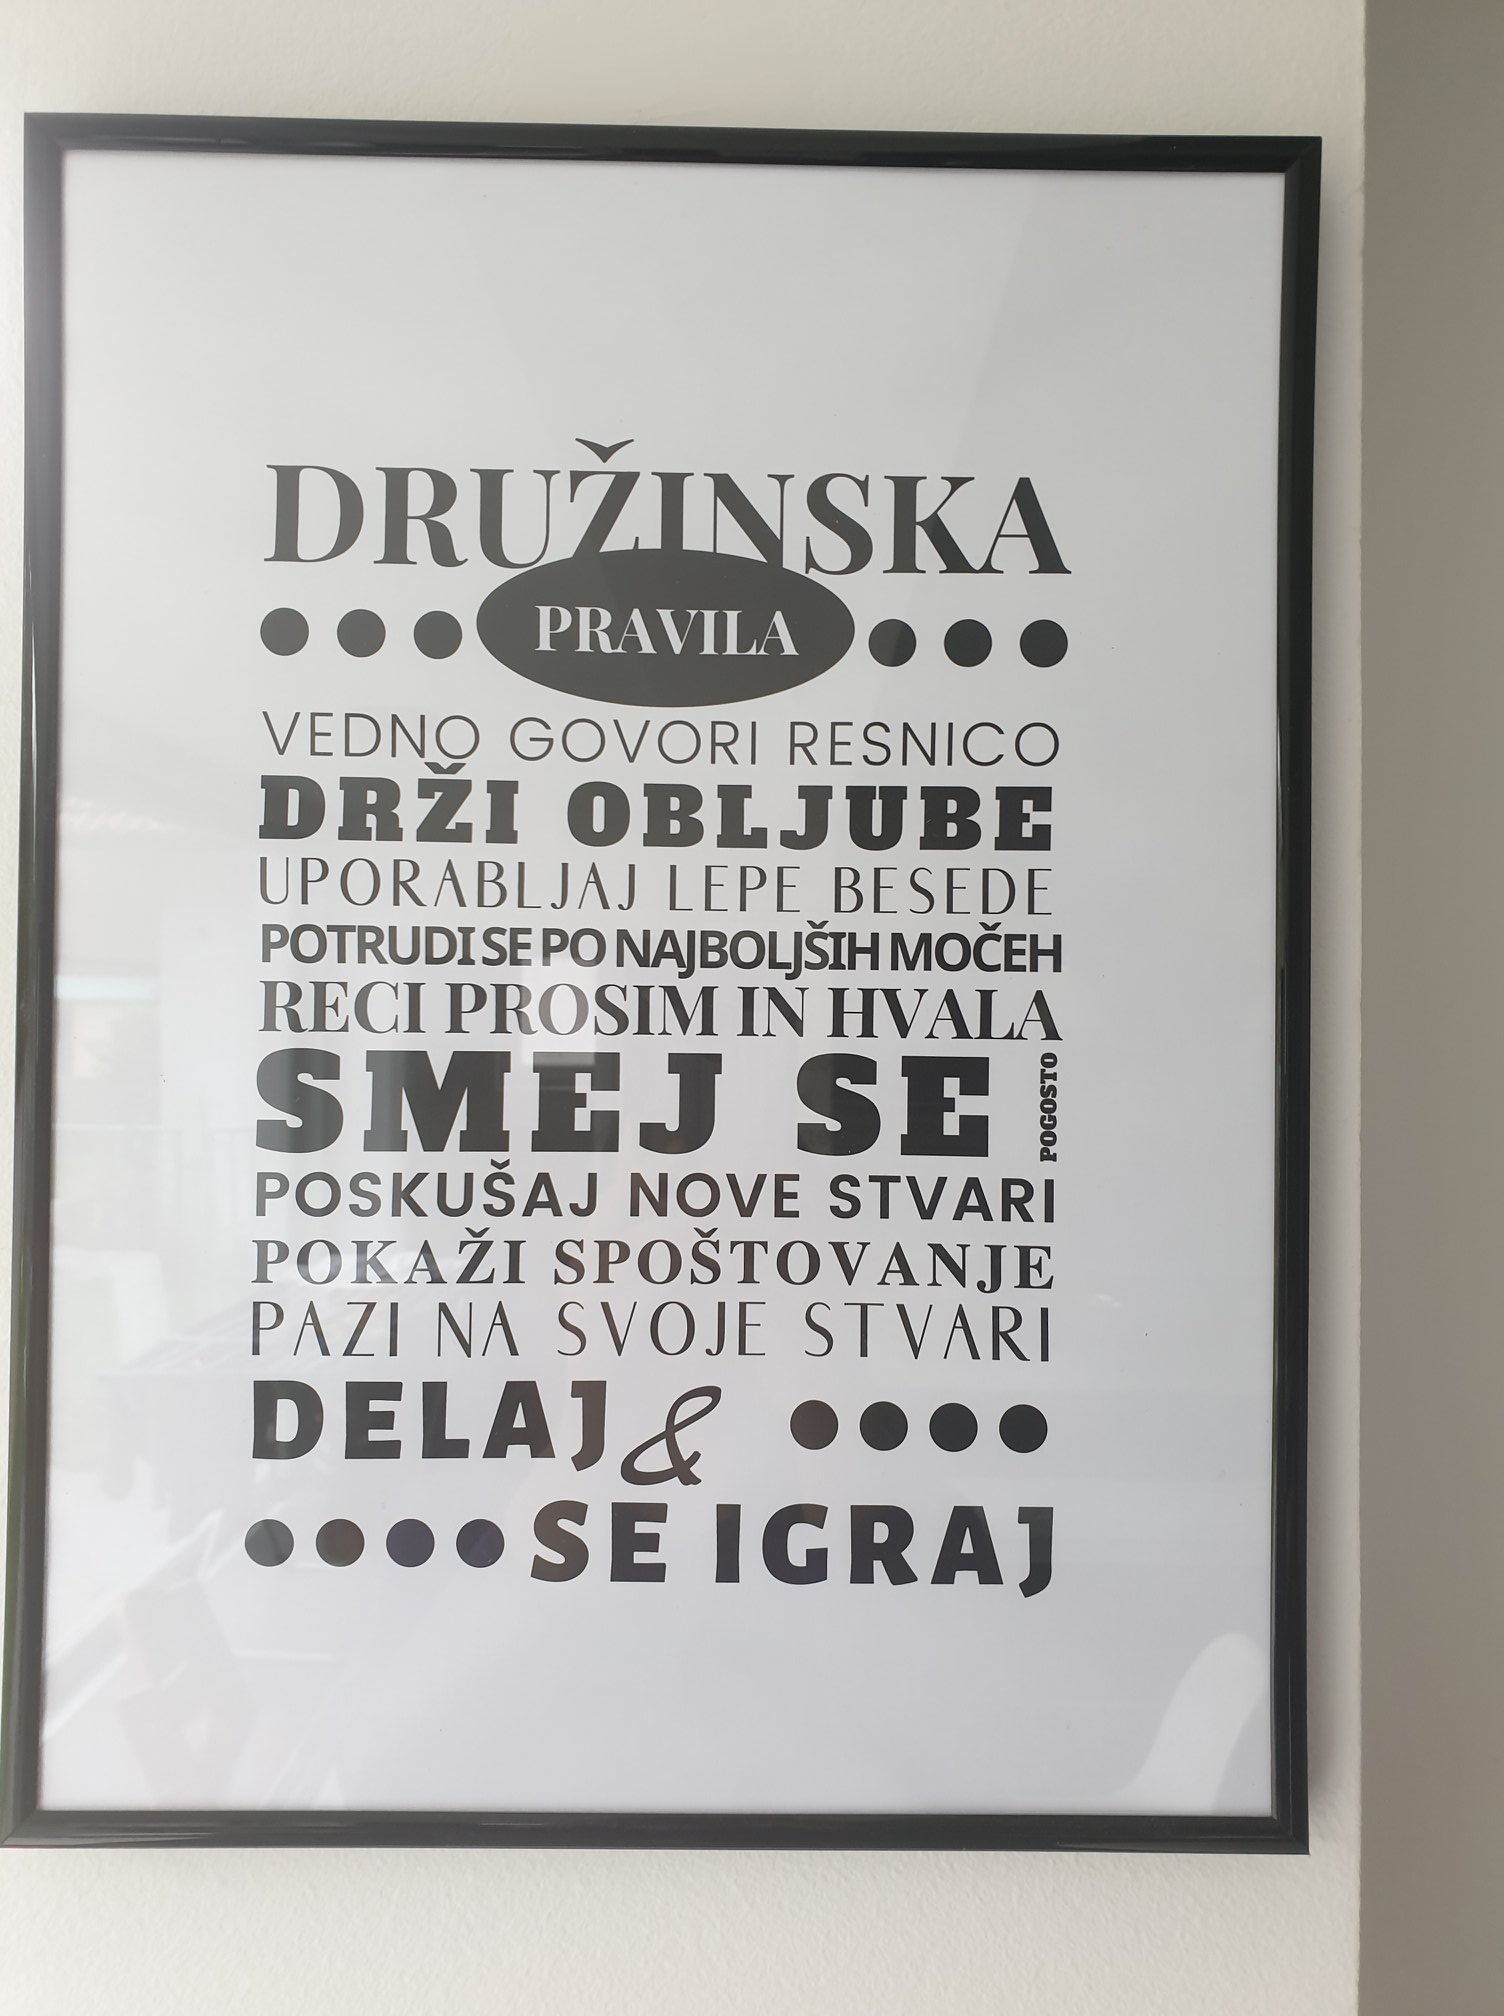 DRUŽINSKA
PRAVILA
VEDNO GOVORI RESNICO
DRŽI OBLJUBE
UPORABLJAJ LEPE BESEDE
POTRUDI SE PO NAJBOLJŠIH MOČEH
RECI PROSIM IN HVALA
SMEJ SE POGOSTO
POSKUŠAJ NOVE STVARI
POKAŽI SPOŠTOVANJE
PAZI NA SVOJE STVARI
DELAJ &
SE IGRAJ